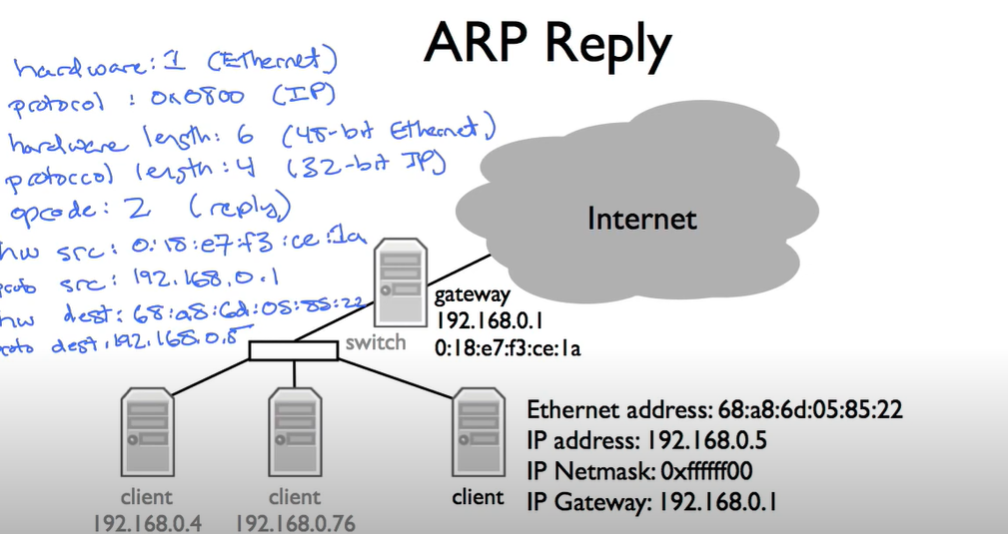 ARP Reply
hardware: 1 (Ethernet)
protocol : 0x0800 (IP)
hardware length: 6 (48-bit Ethernet)
protocol length: 4 (32-bit IP)
opcode: 2 (reply)
hw src: 0:18:e7:f3:ce:1a
proto src: 192.168.0.1
hw dest: 68:a8:6d:05:85:22
proto dest: 192.168.0.5
Internet
gateway
192.168.0.1
0:18:e7:f3:ce:1a
switch
client
192.168.0.4
client
192.168.0.76
client
Ethernet address: 68:a8:6d:05:85:22
IP address: 192.168.0.5
IP Netmask: 0xffffff00
IP Gateway: 192.168.0.1